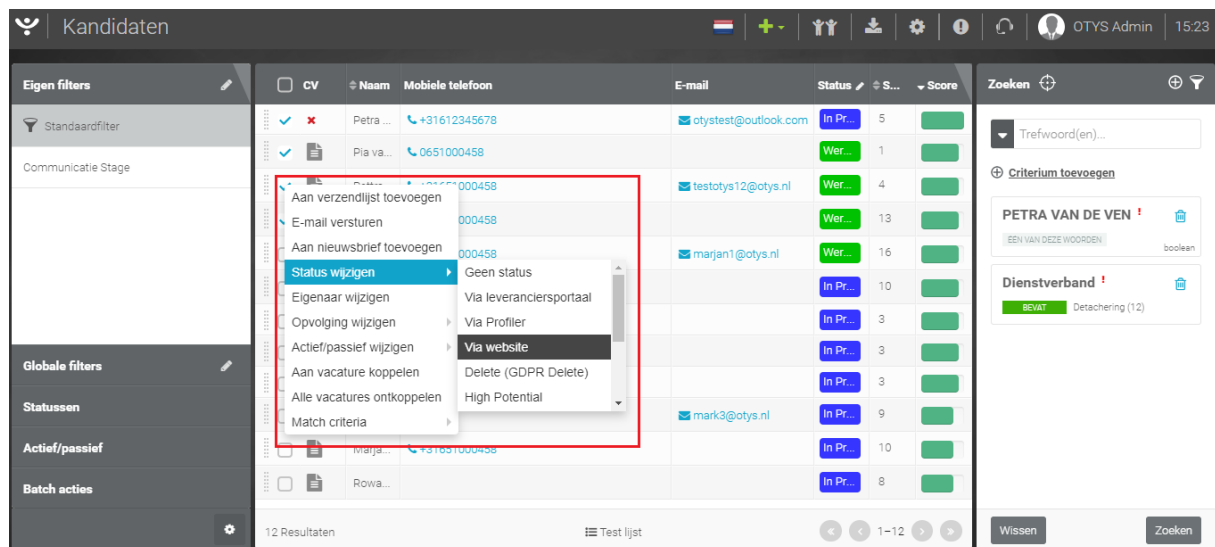 Kandidaten
OTYS Admin 15:23
Eigen filters
Standaardfilter
Communicatie Stage
Globale filters
Statussen
Actief/passief
Batch acties
CV Naam Mobiele telefoon E-mail Status S... Score
Petra ... +31612345678 otystest@outlook.com In Pr... 5
Pia va... 0651000458 Wer... 1
+31651000458 testotys12@otys.nl Wer... 4
000458 Wer... 13
000458 marjan1@otys.nl Wer... 16
In Pr... 10
In Pr... 3
In Pr... 3
In Pr... 3
mark3@otys.nl In Pr... 9
Marja... +31651000458 In Pr... 10
Rowa... In Pr... 8
Aan verzendlijst toevoegen
E-mail versturen
Aan nieuwsbrief toevoegen
Status wijzigen
Eigenaar wijzigen
Opvolging wijzigen
Actief/passief wijzigen
Aan vacature koppelen
Alle vacatures ontkoppelen
Match criteria
Geen status
Via leveranciersportaal
Via Profiler
Via website
Delete (GDPR Delete)
High Potential
12 Resultaten Test lijst 1–12
Zoeken
Trefwoord(en)...
Criterium toevoegen
PETRA VAN DE VEN !
EEN VAN DEZE WOORDEN boolean
Dienstverband !
BEVAT Detachering (12)
Wissen Zoeken